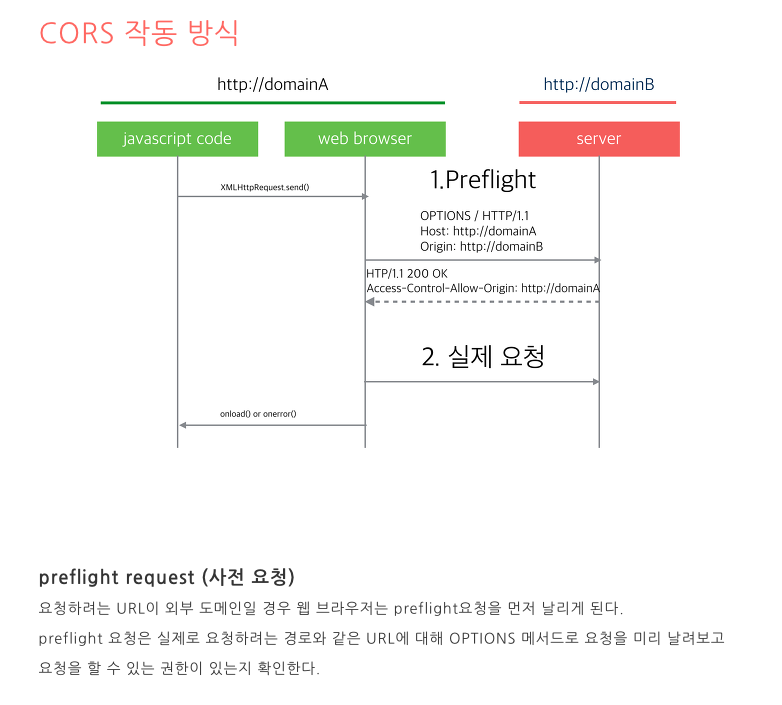 CORS 작동 방식
http://domainA
http://domainB
javascript code
web browser
server
1.Preflight
XMLHttpRequest.send()
OPTIONS / HTTP/1.1
Host: http://domainA
Origin: http://domainB
HTP/1.1 200 OK
Access-Control-Allow-Origin: http://domainA
2. 실제 요청
onload() or onerror()
preflight request (사전 요청)
요청하려는 URL이 외부 도메인일 경우 웹 브라우저는 preflight요청을 먼저 날리게 된다.
preflight 요청은 실제로 요청하려는 경로와 같은 URL에 대해 OPTIONS 메서드로 요청을 미리 날려보고
요청을 할 수 있는 권한이 있는지 확인한다.